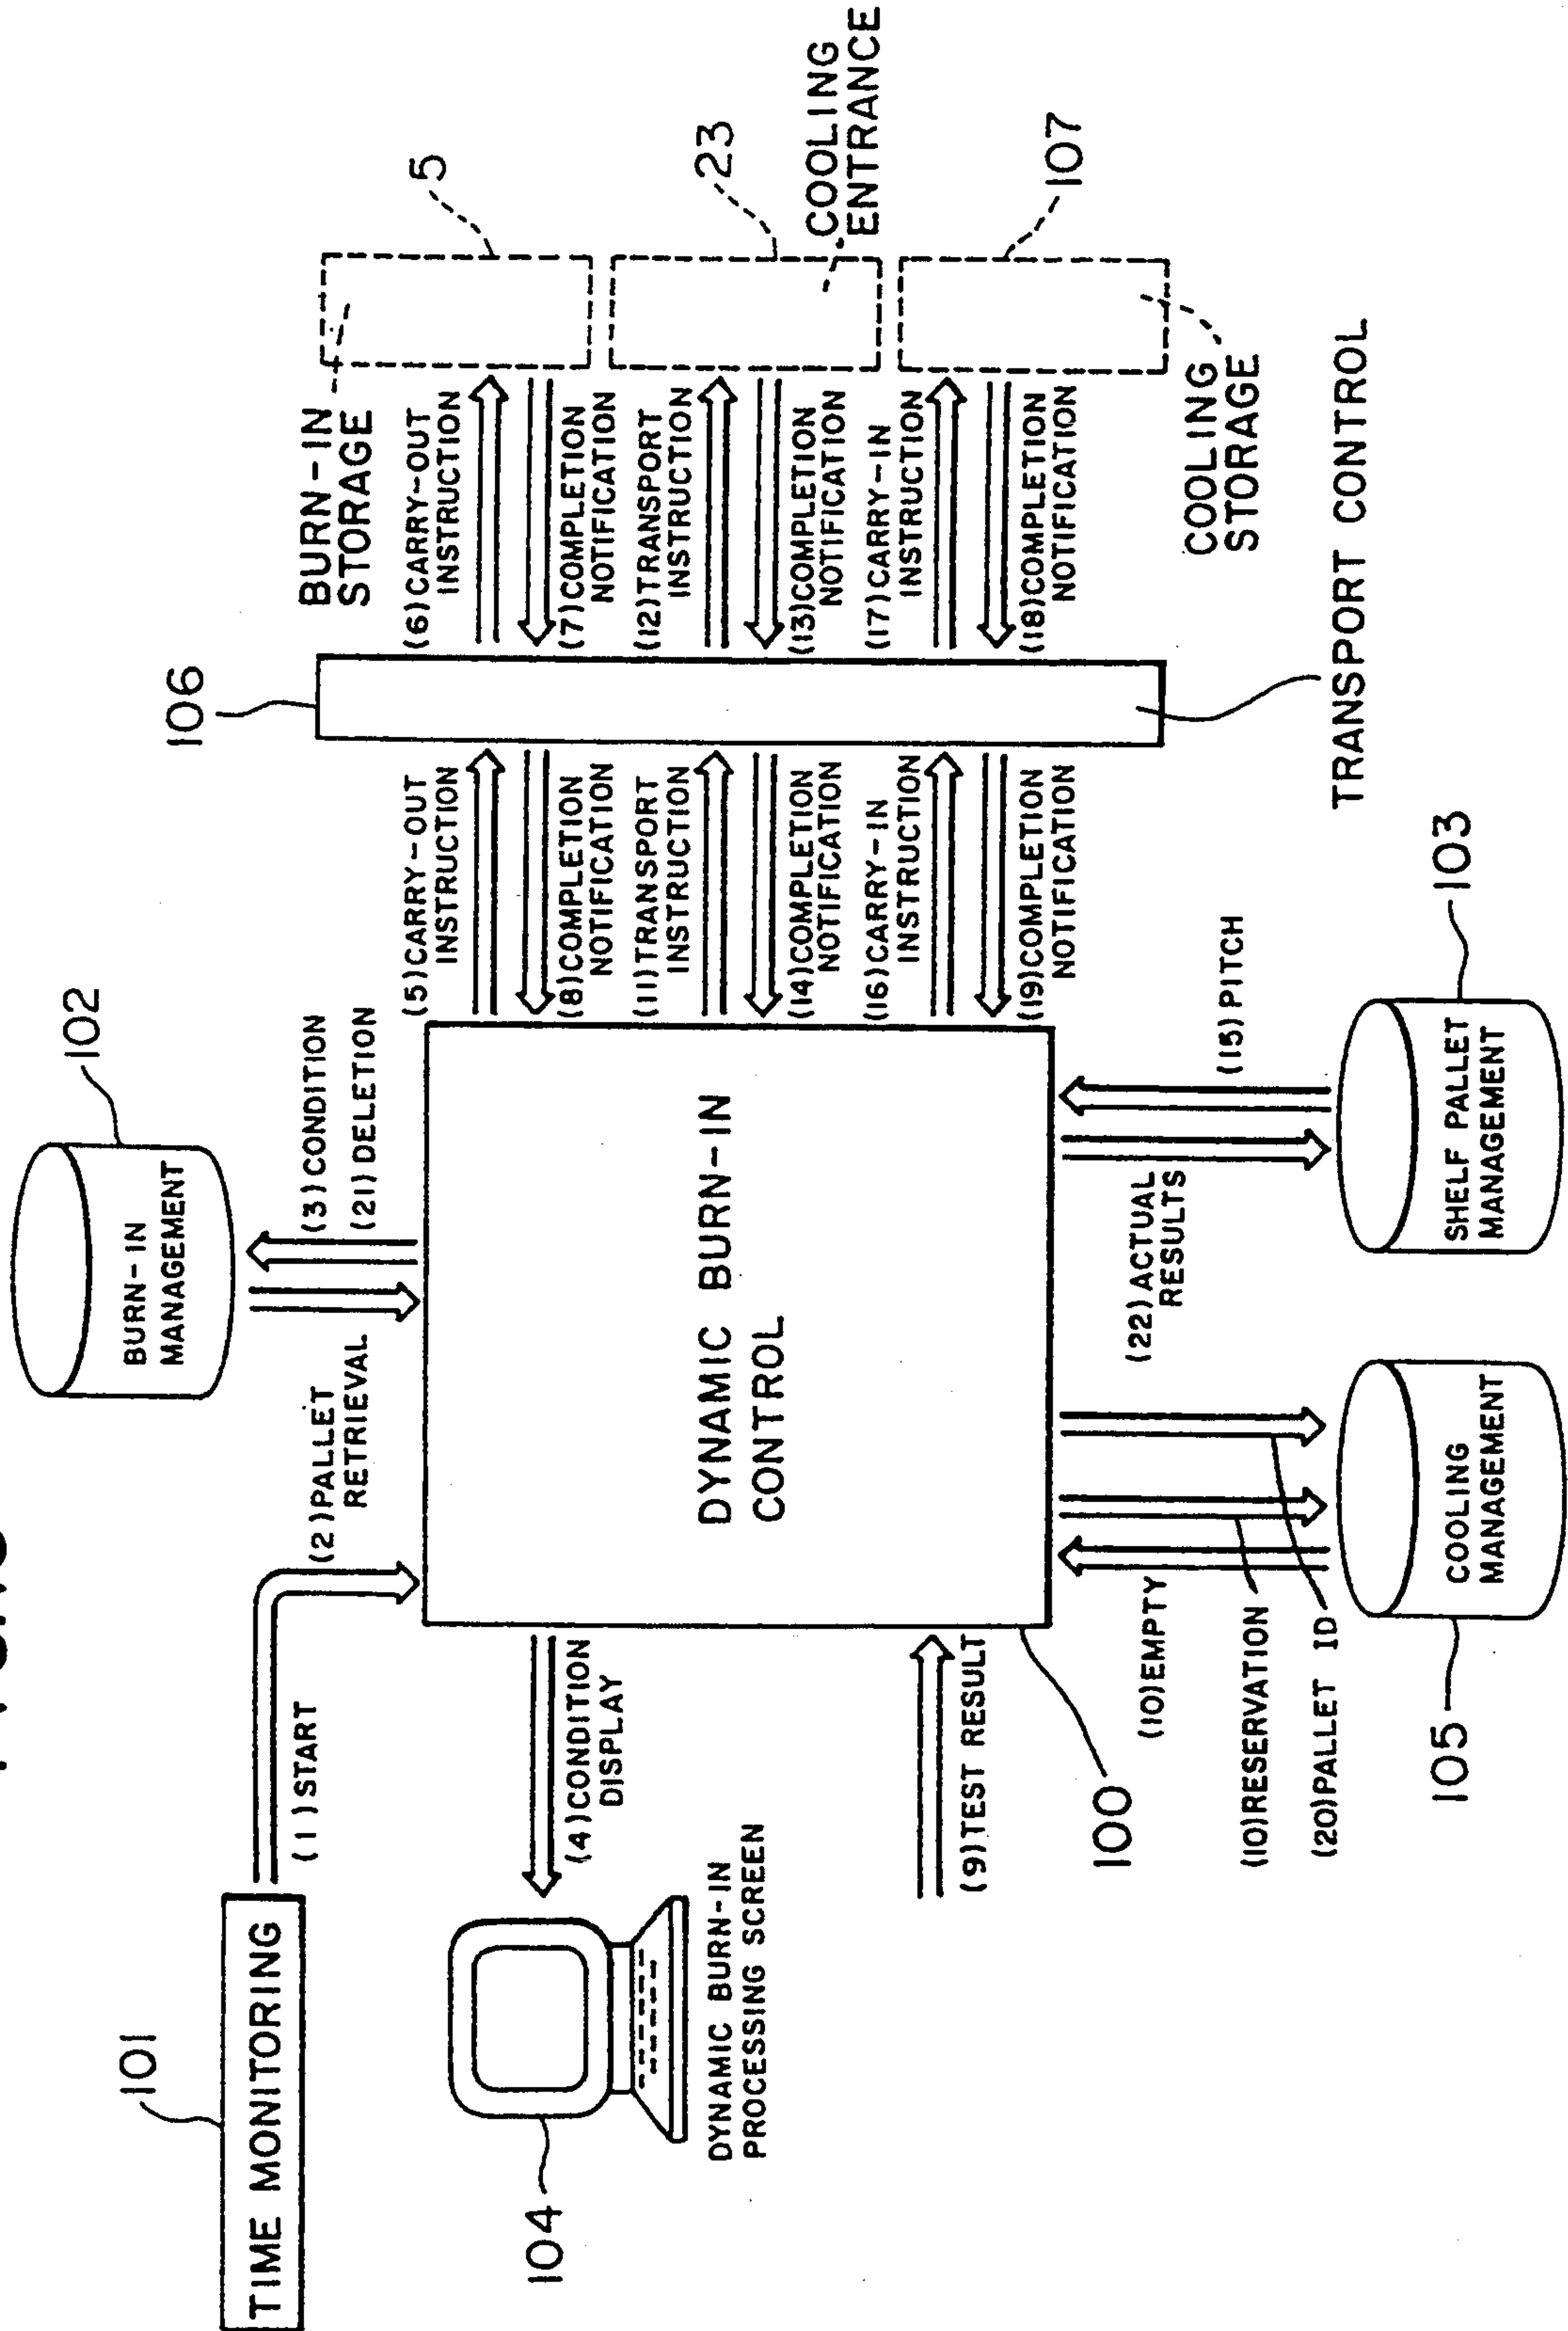 101
TIME MONITORING
(1)START
(2)PALLET
RETRIEVAL
BURN-IN
MANAGEMENT
102
(3)CONDITION
(21)DELETION
104
DYNAMIC BURN-IN
PROCESSING SCREEN
(4)CONDITION
DISPLAY
(9)TEST RESULT
100
DYNAMIC BURN-IN
CONTROL
(10)EMPTY
(10)RESERVATION
(20)PALLET ID
105
COOLING
MANAGEMENT
(22)ACTUAL
RESULTS
(15)PITCH
SHELF PALLET
MANAGEMENT
103
(5)CARRY-OUT
INSTRUCTION
(8)COMPLETION
NOTIFICATION
(11)TRANSPORT
INSTRUCTION
(14)COMPLETION
NOTIFICATION
(16)CARRY-IN
INSTRUCTION
(19)COMPLETION
NOTIFICATION
106
TRANSPORT CONTROL
(6)CARRY-OUT
INSTRUCTION
(7)COMPLETION
NOTIFICATION
(12)TRANSPORT
INSTRUCTION
(13)COMPLETION
NOTIFICATION
(17)CARRY-IN
INSTRUCTION
(18)COMPLETION
NOTIFICATION
BURN-IN
STORAGE
5
23
COOLING
ENTRANCE
107
COOLING
STORAGE